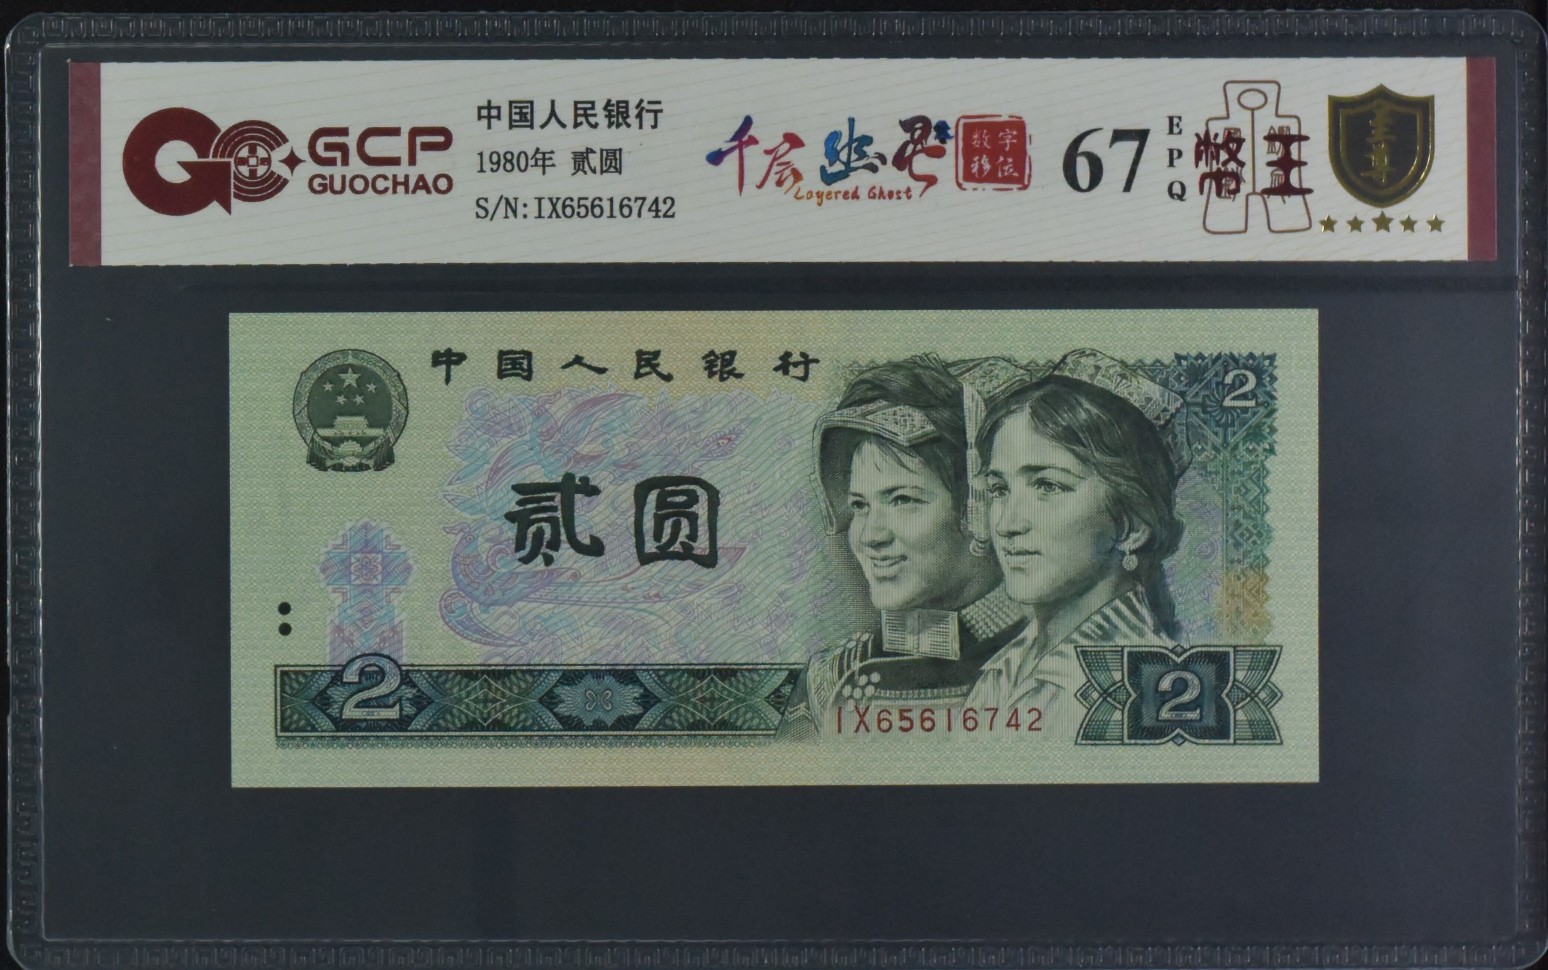 GCP
GUOCHAO
中国人民银行
1980年 贰圆
S/N:IX65616742
千层幽灵
Layered Ghost
数字
移位
67
EPQ
至尊
中国人民银行
2
贰圆
2
IX65616742
2